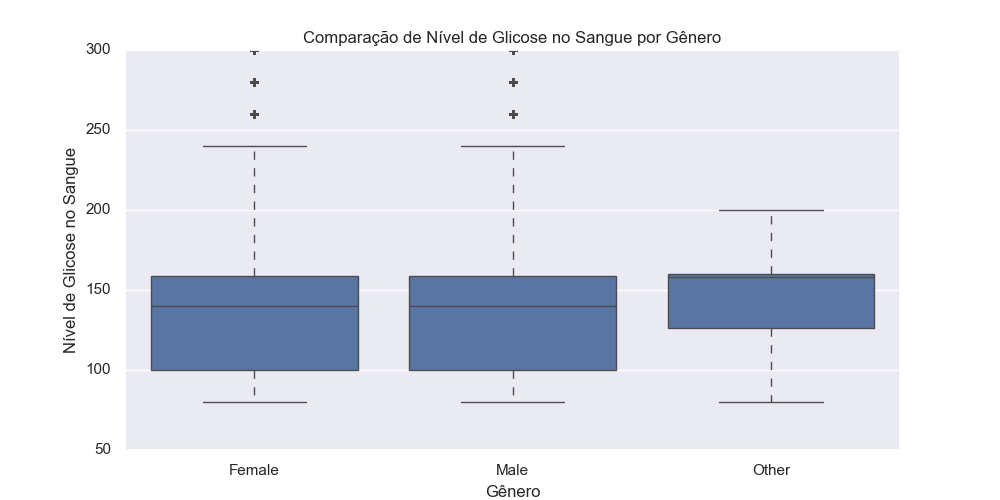 Comparação de Nível de Glicose no Sangue por Gênero
300
250
200
150
100
50
Nível de Glicose no Sangue
Female
Male
Other
Gênero